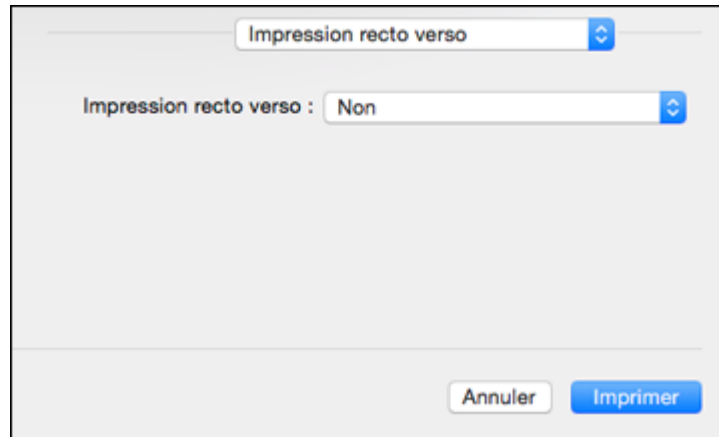 Impression recto verso
Impression recto verso : Non
Annuler Imprimer